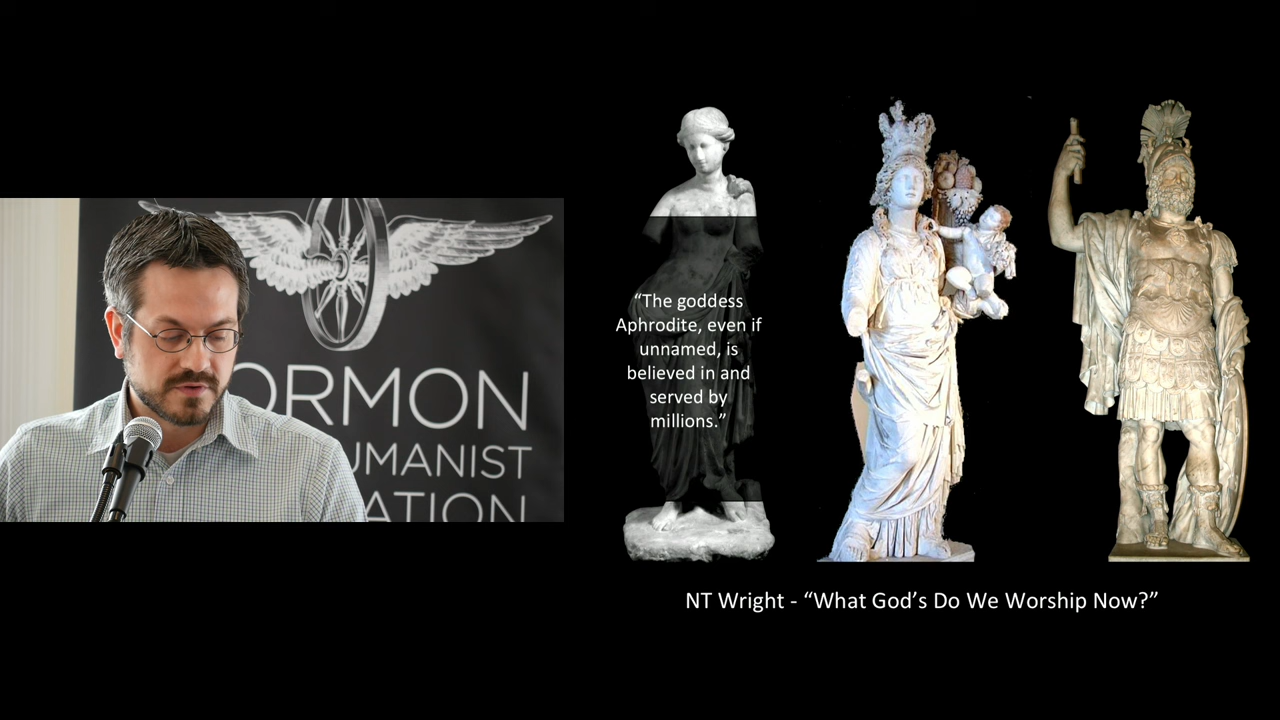 ORMON
UMANIST
ATION
“The goddess
Aphrodite, even if
unnamed, is
believed in and
served by
millions.”
NT Wright - “What God’s Do We Worship Now?”